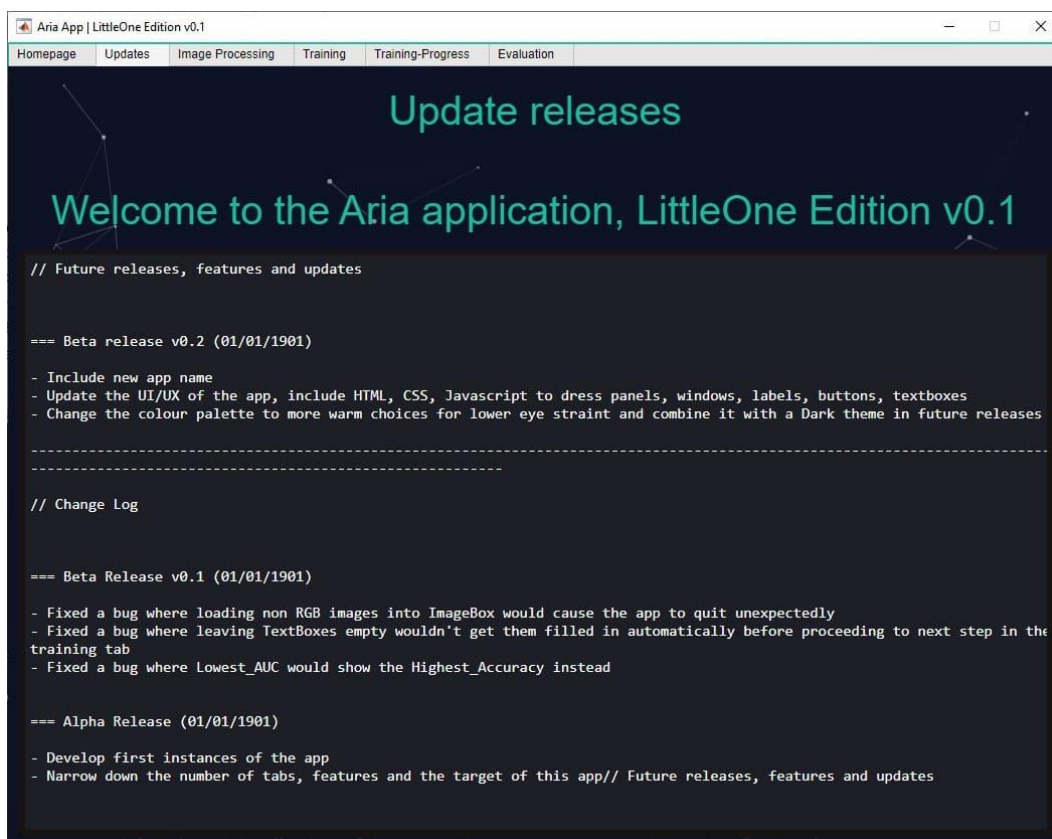 Aria App | LittleOne Edition v0.1
Homepage Updates Image Processing Training Training-Progress Evaluation
Update releases
Welcome to the Aria application, LittleOne Edition v0.1
// Future releases, features and updates
=== Beta release v0.2 (01/01/1901)
- Include new app name
- Update the UI/UX of the app, include HTML, CSS, Javascript to dress panels, windows, labels, buttons, textboxes
- Change the colour palette to more warm choices for lower eye straint and combine it with a Dark theme in future releases
---------------------------------------------------------------------------------------------------------------------------
---------------------------------------------------------
// Change Log
=== Beta Release v0.1 (01/01/1901)
- Fixed a bug where loading non RGB images into ImageBox would cause the app to quit unexpectedly
- Fixed a bug where leaving TextBoxes empty wouldn't get them filled in automatically before proceeding to next step in the
training tab
- Fixed a bug where Lowest_AUC would show the Highest_Accuracy instead
=== Alpha Release (01/01/1901)
- Develop first instances of the app
- Narrow down the number of tabs, features and the target of this app// Future releases, features and updates